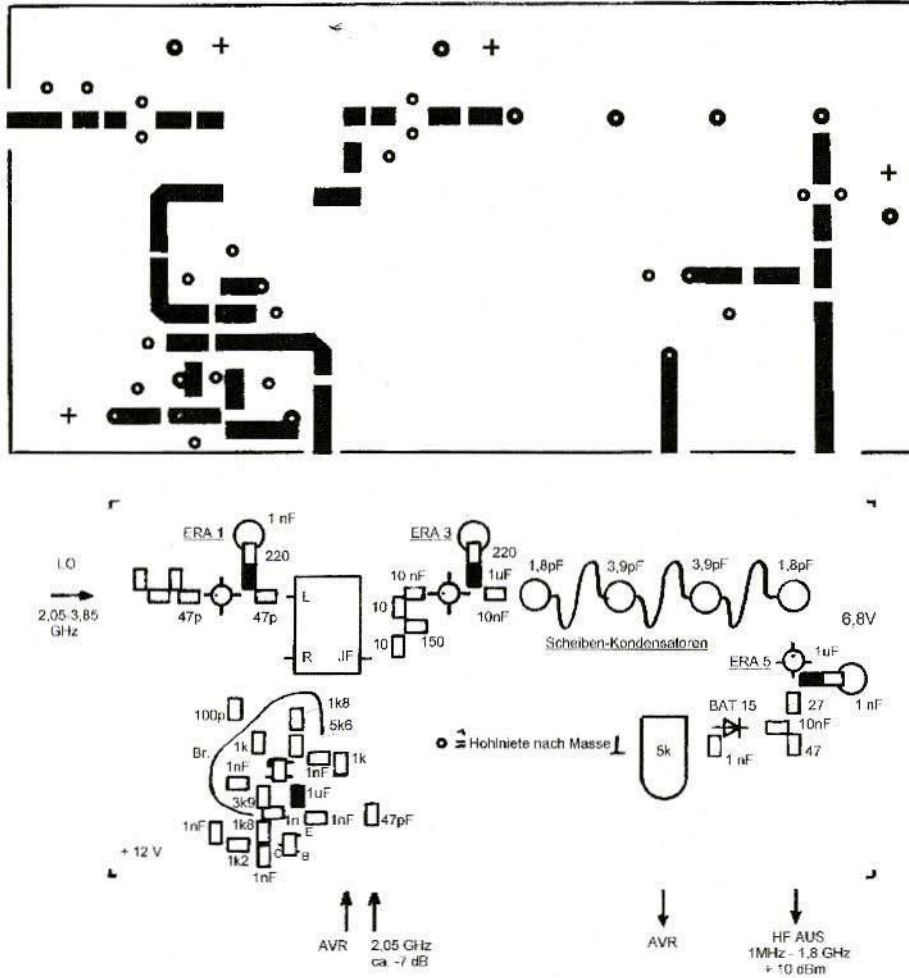 ERA 1
1 nF
220
LO
2,05-3,85
GHz
47p
47p
L
R
JF
ERA 3
220
10 nF
1uF
10
150
10
10nF
1,8pF
3,9pF
3,9pF
1,8pF
Scheiben-Kondensatoren
6,8V
ERA 5
1uF
1 nF
27
10nF
47
BAT 15
1 nF
5k
Hohlniete nach Masse
100p
1k8
5k6
Br.
1k
1nF
1nF
1k
3k9
1uF
1n
1nF
47pF
1nF
1k8
E
1k2
C
B
1nF
+ 12 V
AVR
2,05 GHz
ca. -7 dB
AVR
HF AUS
1MHz - 1,8 GHz
+ 10 dBm